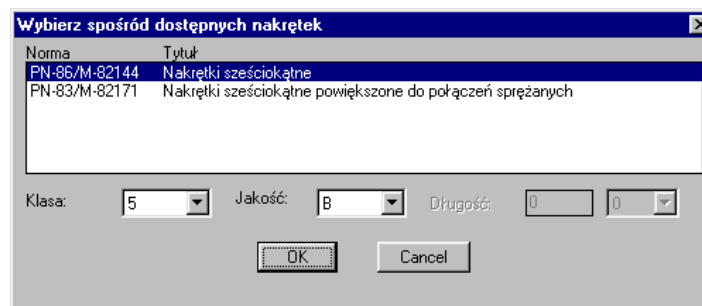 Wybierz spośród dostępnych nakrętek
Norma Tytuł
PN-86/M-82144 Nakrętki sześciokątne
PN-83/M-82171 Nakrętki sześciokątne powiększone do połączeń sprężanych
Klasa: 5 Jakość: B Długość: 0 0
OK Cancel